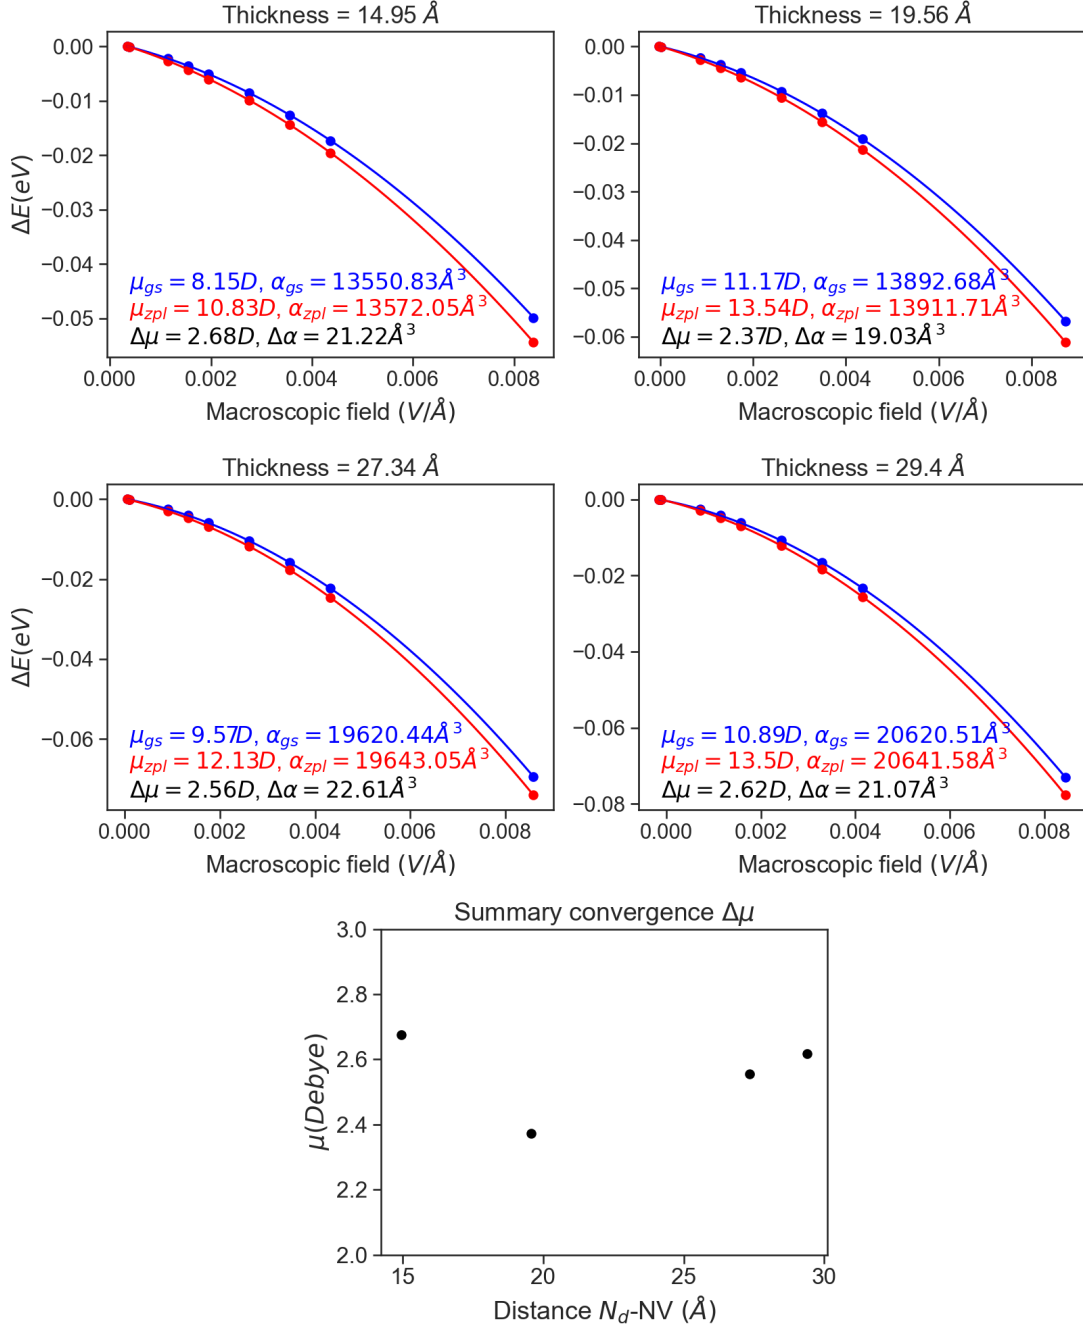 Thickness = 14.95 Å
0.00
−0.01
−0.02
−0.03
−0.04
−0.05
ΔE(eV)
μgs = 8.15D, αgs = 13550.83Å³
μzpl = 10.83D, αzpl = 13572.05Å³
Δμ = 2.68D, Δα = 21.22Å³
0.000 0.002 0.004 0.006 0.008
Macroscopic field (V/Å)
Thickness = 19.56 Å
0.00
−0.01
−0.02
−0.03
−0.04
−0.05
−0.06
μgs = 11.17D, αgs = 13892.68Å³
μzpl = 13.54D, αzpl = 13911.71Å³
Δμ = 2.37D, Δα = 19.03Å³
0.000 0.002 0.004 0.006 0.008
Macroscopic field (V/Å)
Thickness = 27.34 Å
0.00
−0.02
−0.04
−0.06
ΔE(eV)
μgs = 9.57D, αgs = 19620.44Å³
μzpl = 12.13D, αzpl = 19643.05Å³
Δμ = 2.56D, Δα = 22.61Å³
0.000 0.002 0.004 0.006 0.008
Macroscopic field (V/Å)
Thickness = 29.4 Å
0.00
−0.02
−0.04
−0.06
−0.08
μgs = 10.89D, αgs = 20620.51Å³
μzpl = 13.5D, αzpl = 20641.58Å³
Δμ = 2.62D, Δα = 21.07Å³
0.000 0.002 0.004 0.006 0.008
Macroscopic field (V/Å)
Summary convergence Δμ
3.0
2.8
2.6
2.4
2.2
2.0
μ(Debye)
15 20 25 30
Distance Nd-NV (Å)